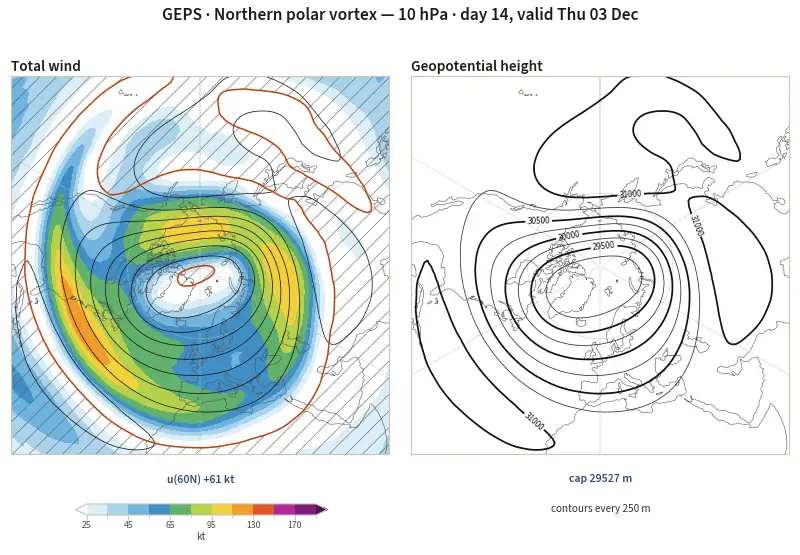 GEPS · Northern polar vortex — 10 hPa · day 14, valid Thu 03 Dec
Total wind
Geopotential height
31000
30500
31000
30000
29500
31000
u(60N) +61 kt
cap 29527 m
contours every 250 m
25 45 65 95 130 170
kt